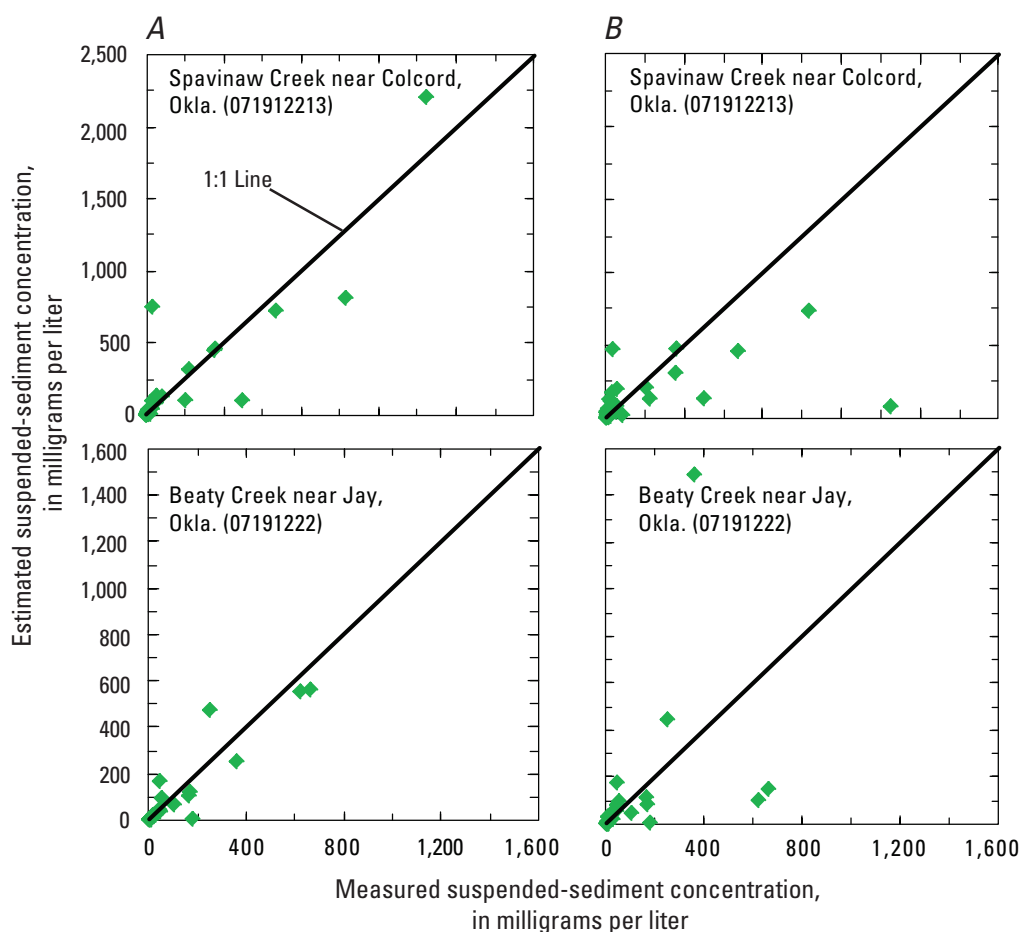 A
B
2,500
2,000
1,500
1,000
500
0
Spavinaw Creek near Colcord,
Okla. (071912213)
1:1 Line
Spavinaw Creek near Colcord,
Okla. (071912213)
Estimated suspended-sediment concentration,
in milligrams per liter
in milligrams per liter
1,600
1,400
1,200
1,000
800
600
400
200
0
Beaty Creek near Jay,
Okla. (07191222)
Beaty Creek near Jay,
Okla. (07191222)
0 400 800 1,200 1,600
0 400 800 1,200 1,600
Measured suspended-sediment concentration,
in milligrams per liter